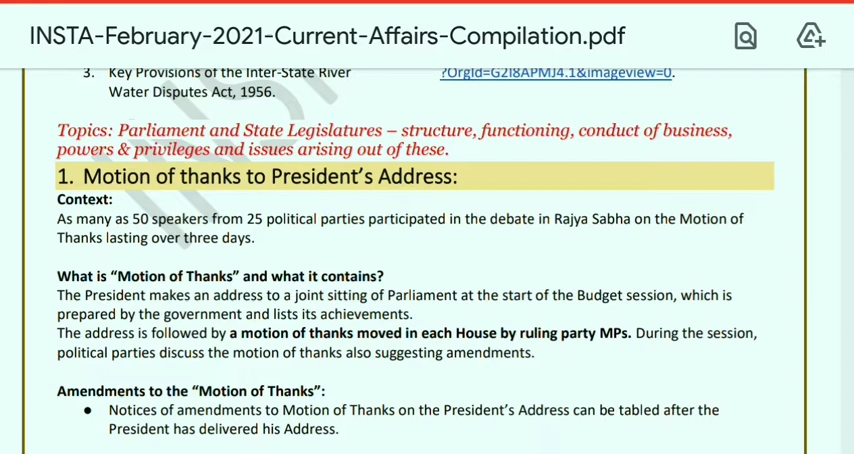 INSTA-February-2021-Current-Affairs-Compilation.pdf
3. Key Provisions of the Inter-State River
Water Disputes Act, 1956.
?OrgId=G2I8APMJ4.1&imageview=0.
Topics: Parliament and State Legislatures – structure, functioning, conduct of business,
powers & privileges and issues arising out of these.
1. Motion of thanks to President’s Address:
Context:
As many as 50 speakers from 25 political parties participated in the debate in Rajya Sabha on the Motion of
Thanks lasting over three days.
What is “Motion of Thanks” and what it contains?
The President makes an address to a joint sitting of Parliament at the start of the Budget session, which is
prepared by the government and lists its achievements.
The address is followed by a motion of thanks moved in each House by ruling party MPs. During the session,
political parties discuss the motion of thanks also suggesting amendments.
Amendments to the “Motion of Thanks”:
● Notices of amendments to Motion of Thanks on the President’s Address can be tabled after the
President has delivered his Address.